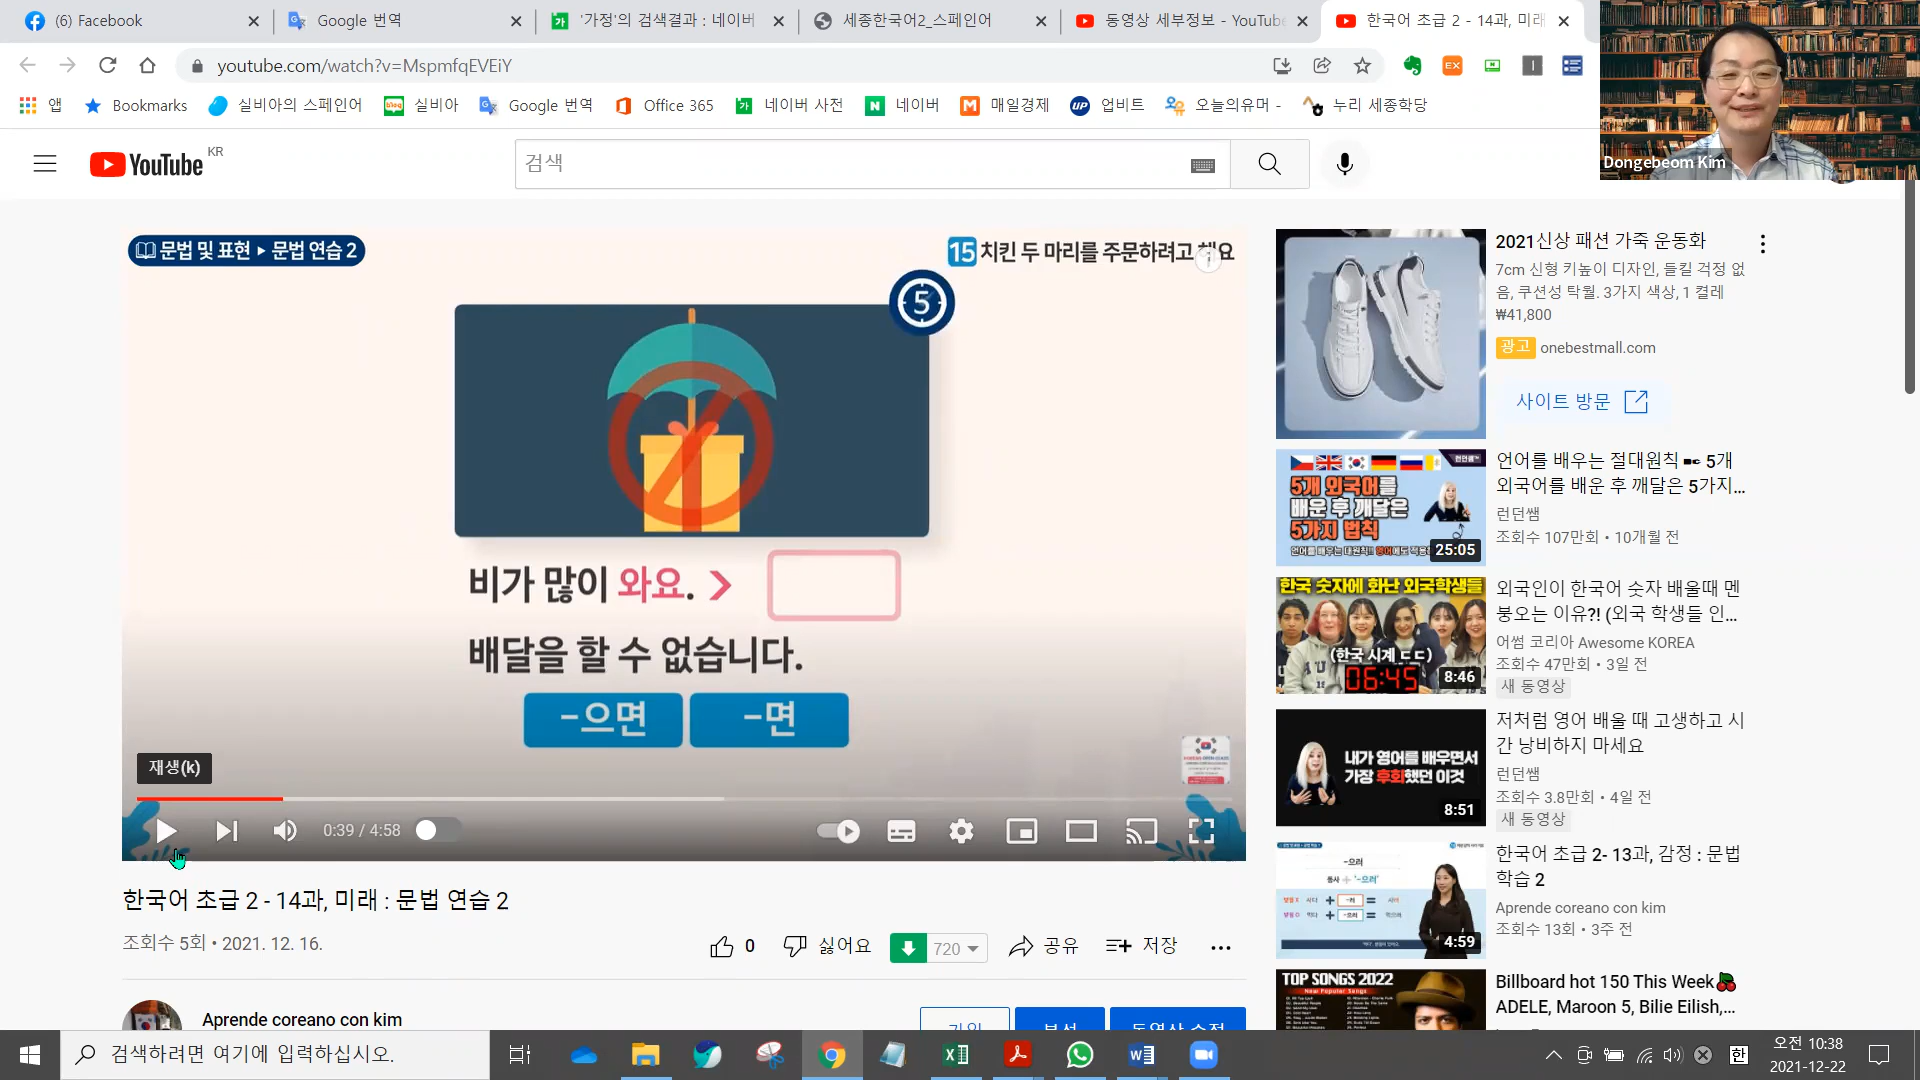 (6) Facebook
Google 번역
'가정'의 검색결과 : 네이버
세종한국어2_스페인어
동영상 세부정보 - YouTube
한국어 초급 2 - 14과, 미래
youtube.com/watch?v=MspmfqEVEiY
앱
Bookmarks
실비아의 스페인어
실비아
Google 번역
Office 365
네이버 사전
네이버
매일경제
업비트
오늘의유머 -
누리 세종학당
Dongebeom Kim
YouTube KR
검색
문법 및 표현 ▸ 문법 연습 2
15 치킨 두 마리를 주문하려고 해요
5
비가 많이 와요. >
배달을 할 수 없습니다.
-으면
-면
재생(k)
0:39 / 4:58
한국어 초급 2 - 14과, 미래 : 문법 연습 2
조회수 5회 • 2021. 12. 16.
0
싫어요
720
공유
저장
Aprende coreano con kim
2021신상 패션 가죽 운동화
7cm 신형 키높이 디자인, 들킬 걱정 없
음, 쿠션성 탁월. 3가지 색상, 1 켤레
₩41,800
광고 onebestmall.com
사이트 방문
5개 외국어를
배운 후 깨달은
5가지 법칙
25:05
언어를 배우는 절대원칙 5개
외국어를 배운 후 깨달은 5가지...
런던쌤
조회수 107만회 • 10개월 전
한국 숫자에 화난 외국학생들
(한국 시계 ㄷㄷ)
06:45
8:46
외국인이 한국어 숫자 배울때 멘
붕오는 이유?! (외국 학생들 인...
어썸 코리아 Awesome KOREA
조회수 47만회 • 3일 전
새 동영상
내가 영어를 배우면서
가장 후회했던 이것
8:51
저처럼 영어 배울 때 고생하고 시
간 낭비하지 마세요
런던쌤
조회수 3.8만회 • 4일 전
새 동영상
-으러
동사 + '-으러'
4:59
한국어 초급 2- 13과, 감정 : 문법
학습 2
Aprende coreano con kim
조회수 13회 • 3주 전
TOP SONGS 2022
New Popular Songs
Billboard hot 150 This Week
ADELE, Maroon 5, Bilie Eilish,...
검색하려면 여기에 입력하십시오.
한
오전 10:38
2021-12-22